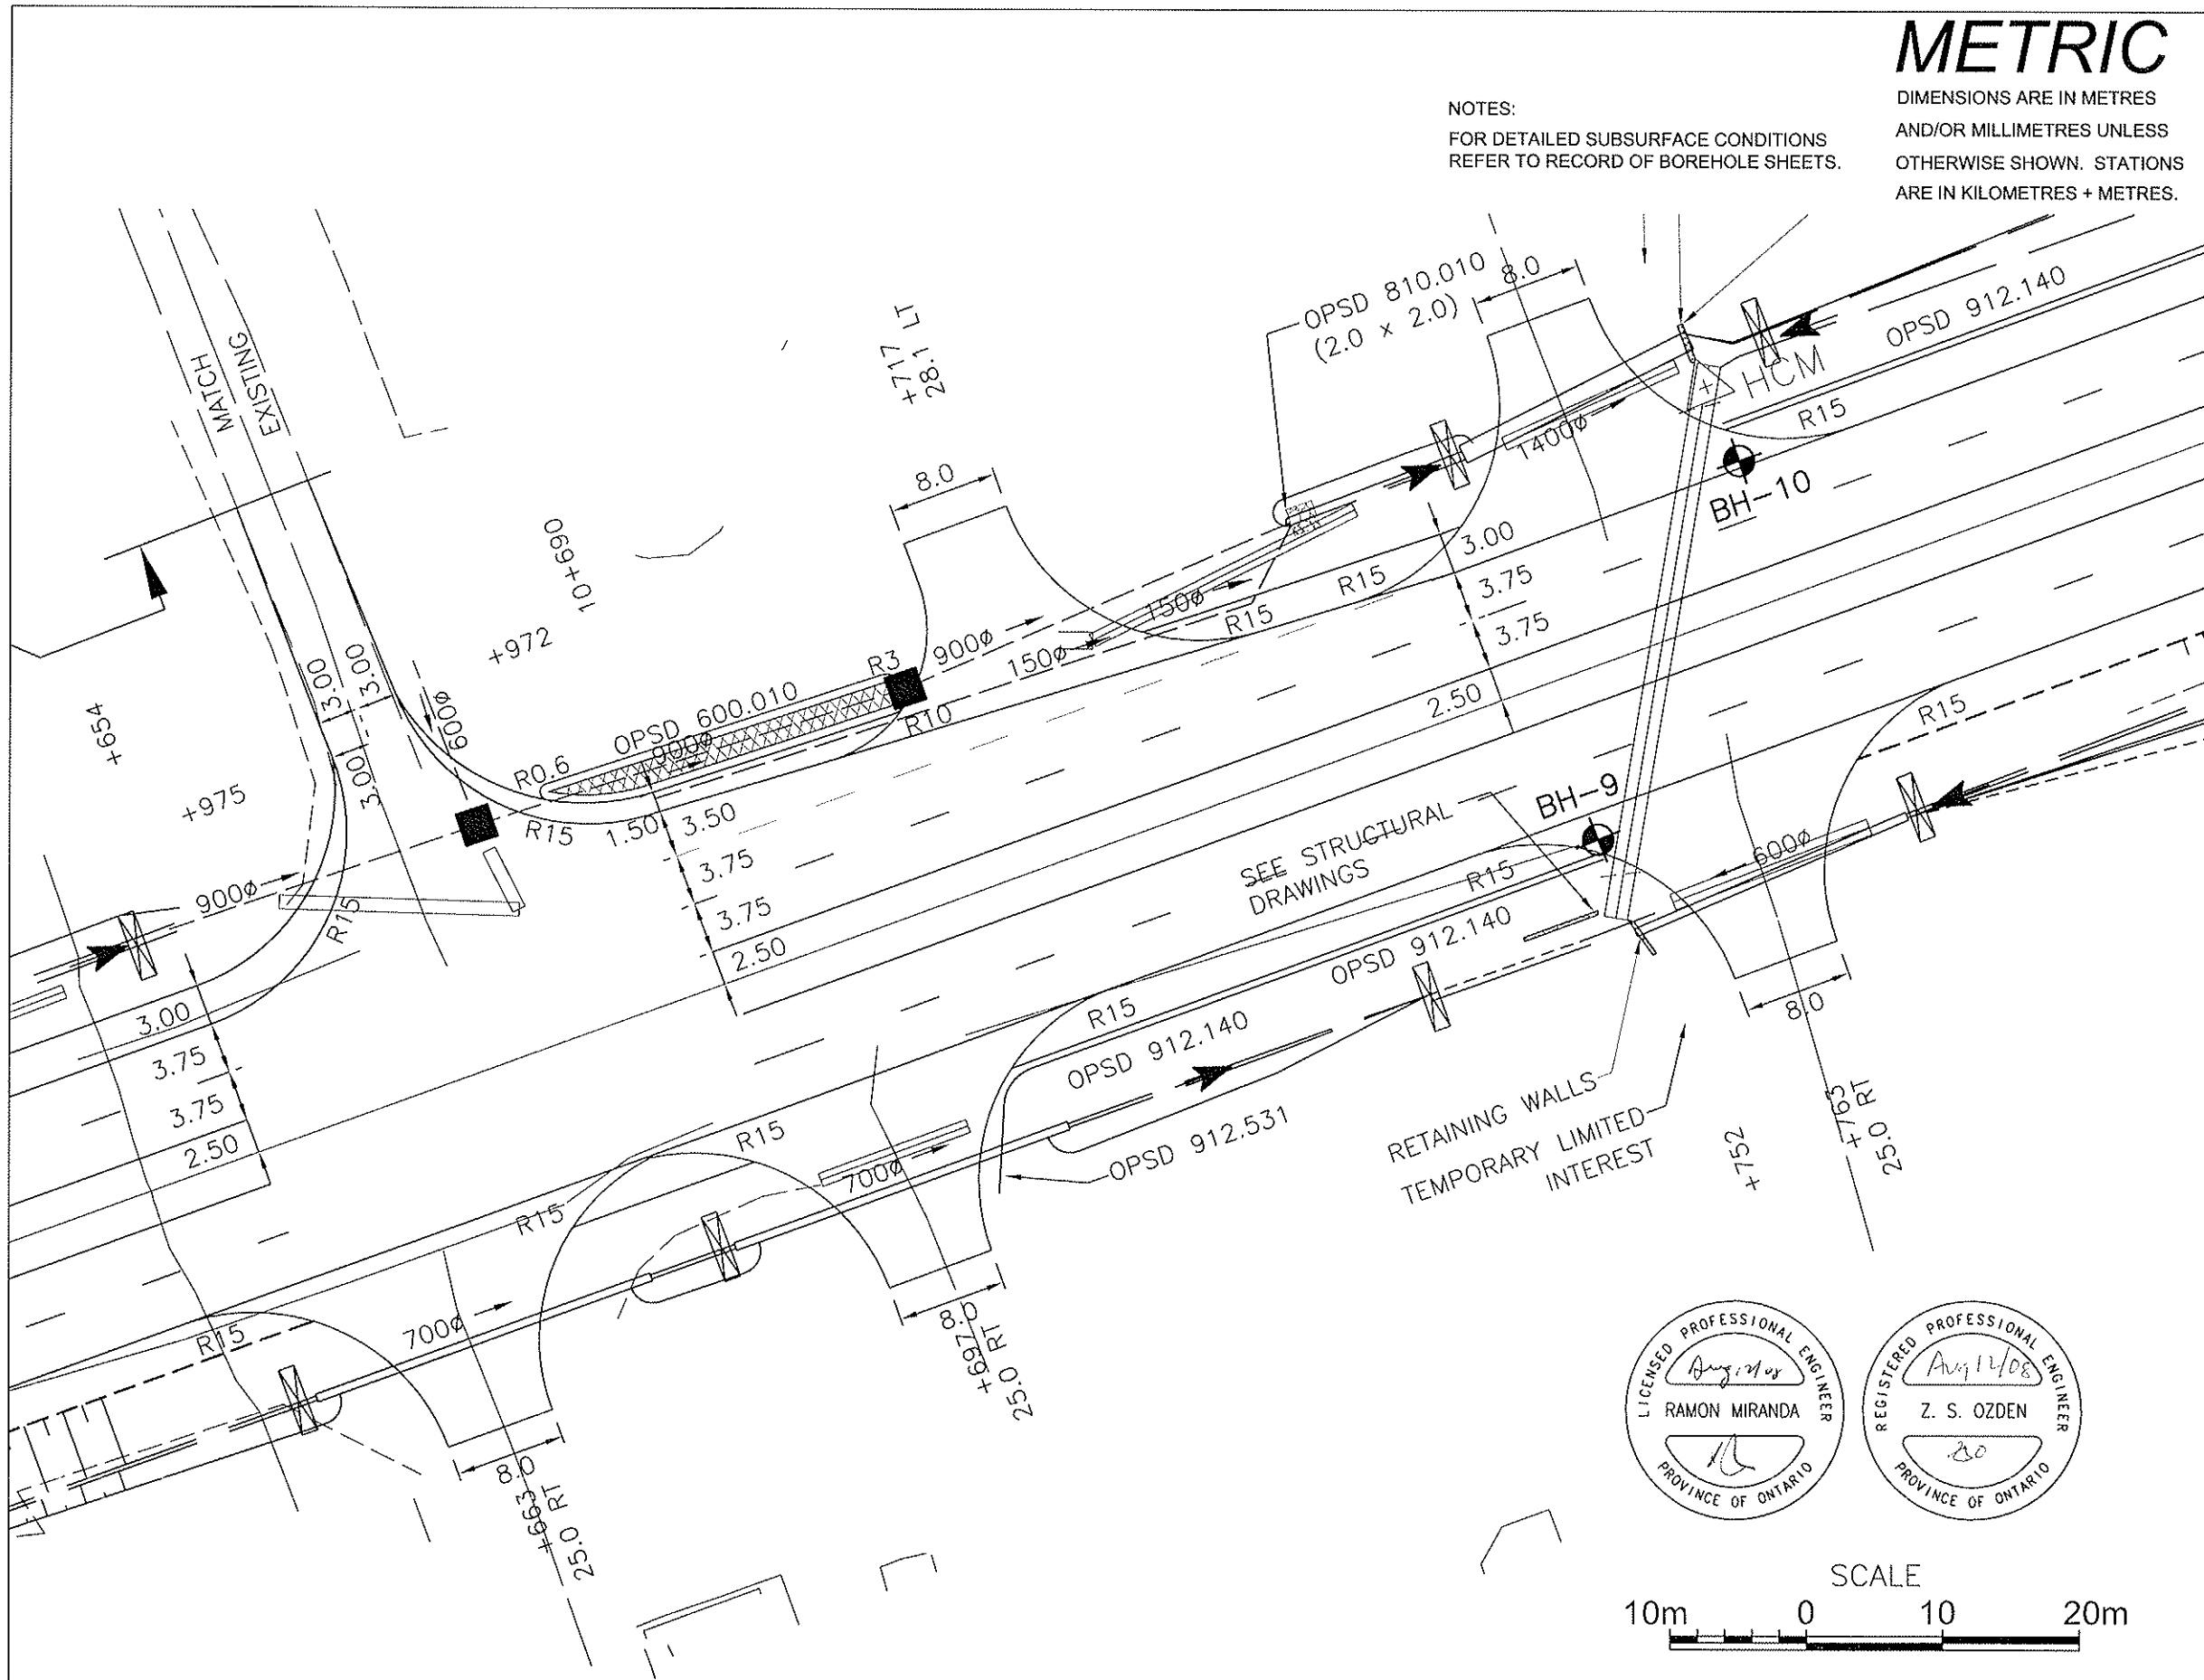 METRIC
DIMENSIONS ARE IN METRES
AND/OR MILLIMETRES UNLESS
OTHERWISE SHOWN. STATIONS
ARE IN KILOMETRES + METRES.
NOTES:
FOR DETAILED SUBSURFACE CONDITIONS
REFER TO RECORD OF BOREHOLE SHEETS.
MATCH
EXISTING
+717
28.1 LT
OPSD 810.010
(2.0 x 2.0)
8.0
OPSD 912.140
HCM
R15
1400ø
BH-10
8.0
10+690
+972
+654
+975
3.00
3.00
3.00
3.00
600ø
R3
900ø
OPSD 600.010
900ø
R0.6
R10
150ø
150ø
R15
R15
3.00
3.75
3.75
2.50
R15
1.50
3.50
3.75
3.75
2.50
900ø
R15
3.00
3.75
3.75
2.50
SEE STRUCTURAL
DRAWINGS
BH-9
R15
R15
600ø
OPSD 912.140
8.0
R15
OPSD 912.140
OPSD 912.531
R15
700ø
RETAINING WALLS
TEMPORARY LIMITED
INTEREST
+752
+763
25.0 RT
R15
8.0
+697
25.0 RT
R15
700ø
8.0
+663
25.0 RT
LICENSED PROFESSIONAL ENGINEER
RAMON MIRANDA
PROVINCE OF ONTARIO
REGISTERED PROFESSIONAL ENGINEER
Aug 12/08
Z. S. OZDEN
PROVINCE OF ONTARIO
SCALE
10m 0 10 20m